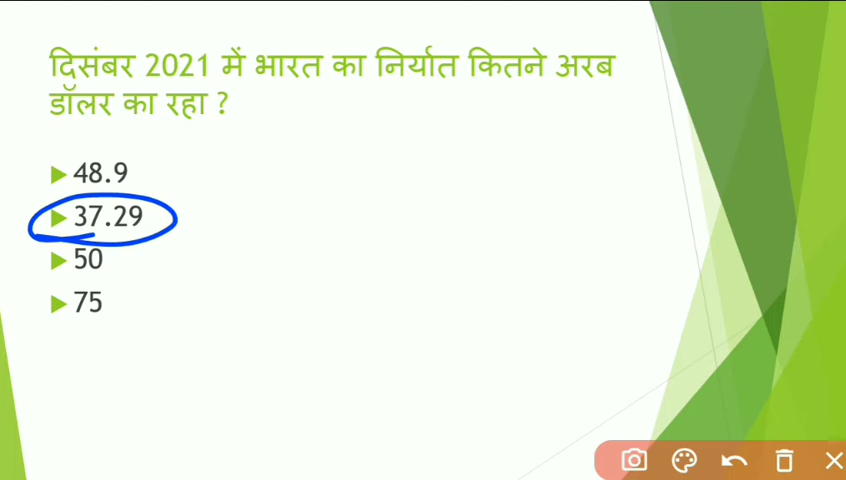 दिसंबर 2021 में भारत का निर्यात कितने अरब
डॉलर का रहा ?
48.9
37.29
50
75